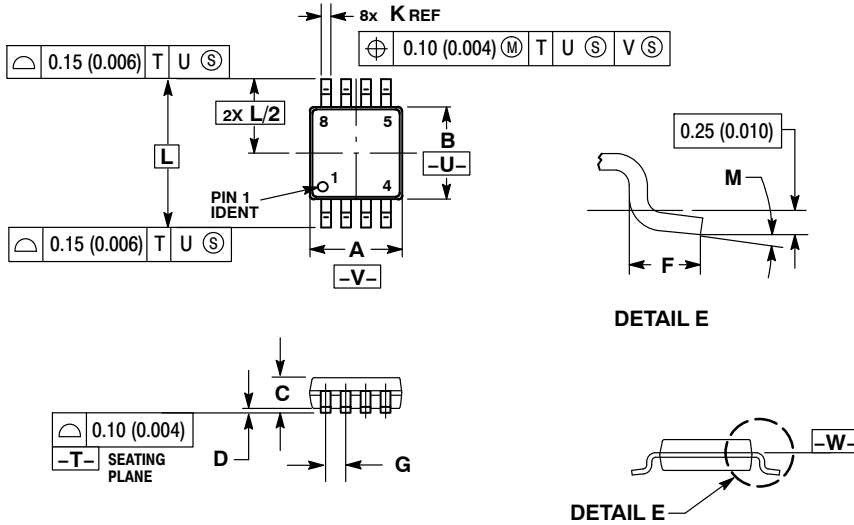 8x K REF
⌖ 0.10 (0.004) Ⓜ T U Ⓢ V Ⓢ
⌓ 0.15 (0.006) T U Ⓢ
2X L/2
8 5
B
–U–
L
PIN 1
IDENT
1
4
⌓ 0.15 (0.006) T U Ⓢ
A
–V–
0.25 (0.010)
M
F
DETAIL E
C
⌓ 0.10 (0.004)
–T– SEATING
PLANE
D
G
–W–
DETAIL E